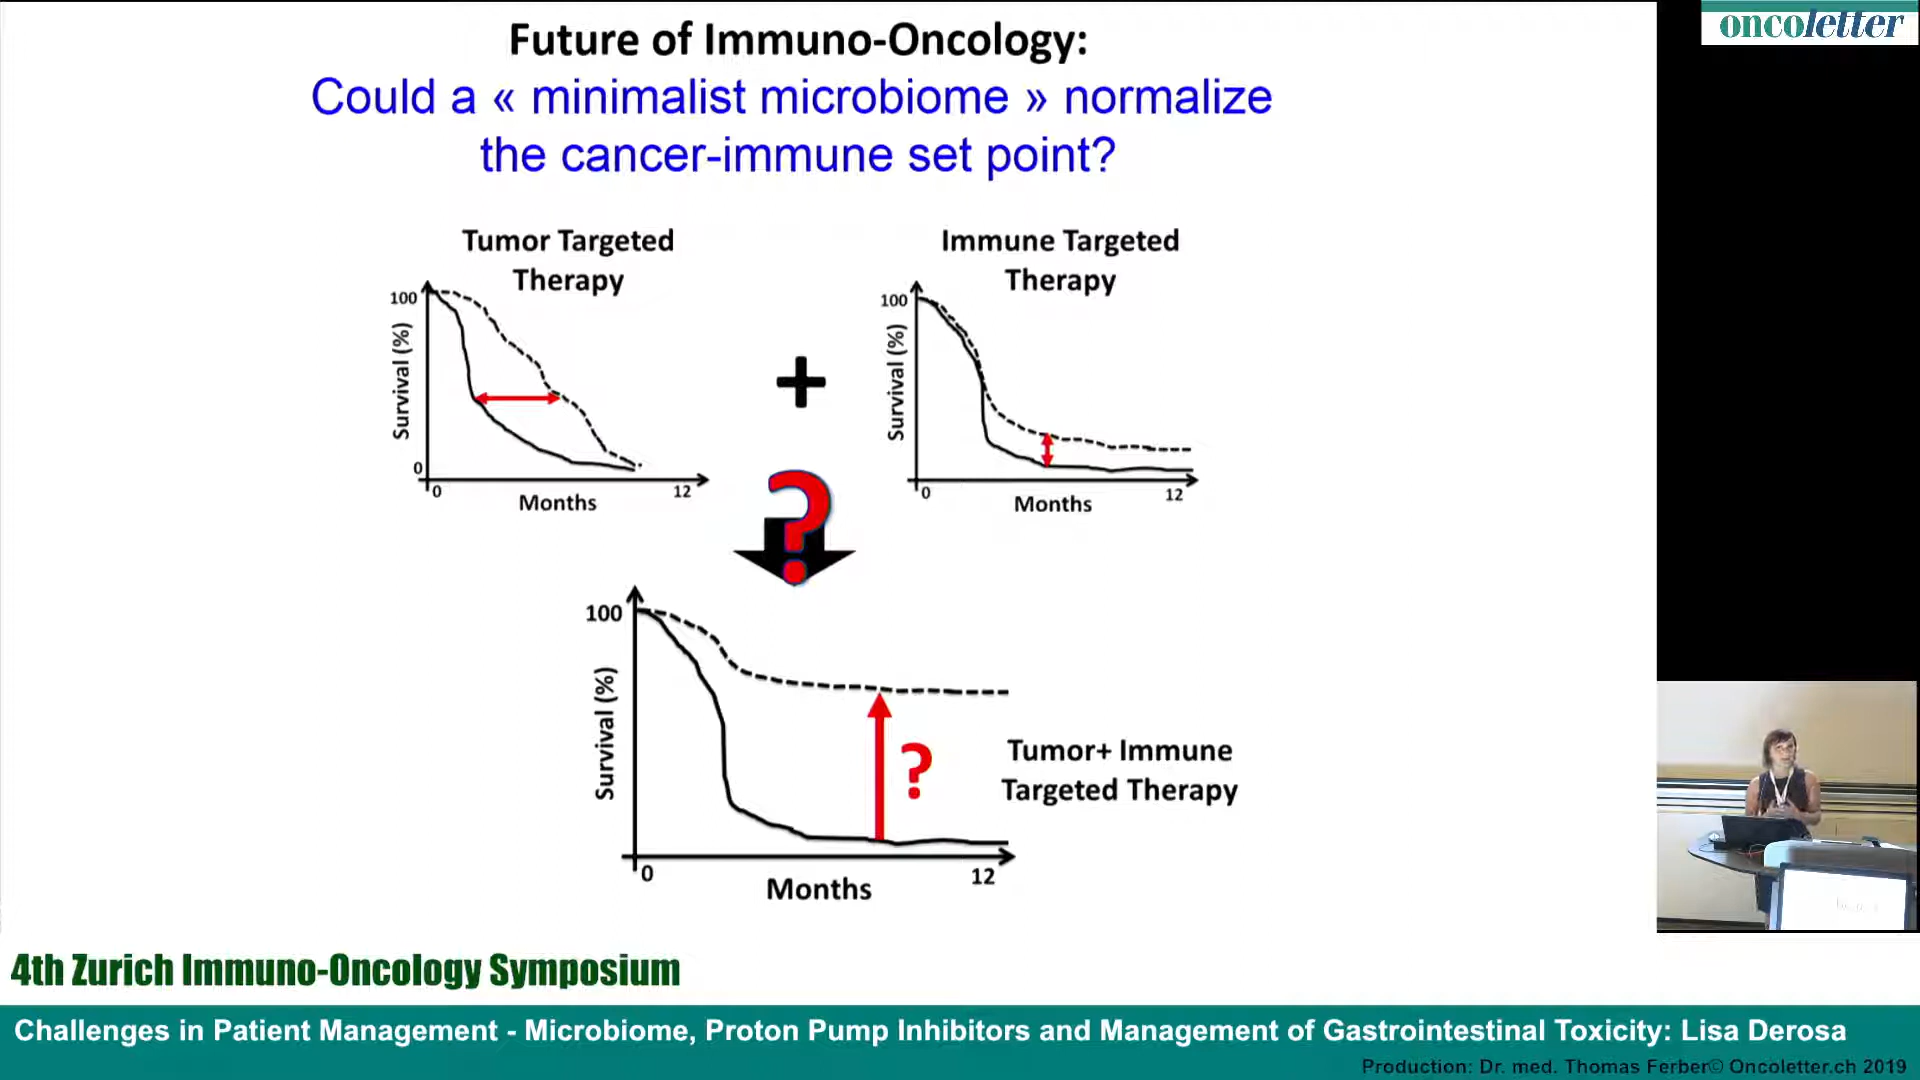 oncoletter
Future of Immuno-Oncology:
Could a « minimalist microbiome » normalize
the cancer-immune set point?
Tumor Targeted
Therapy
100
Survival (%)
0
0
12
Months
+
Immune Targeted
Therapy
100
Survival (%)
0
12
Months
?
100
Survival (%)
?
Tumor+ Immune
Targeted Therapy
0
12
Months
4th Zurich Immuno-Oncology Symposium
Challenges in Patient Management - Microbiome, Proton Pump Inhibitors and Management of Gastrointestinal Toxicity: Lisa Derosa
Production: Dr. med. Thomas Ferber© Oncoletter.ch 2019